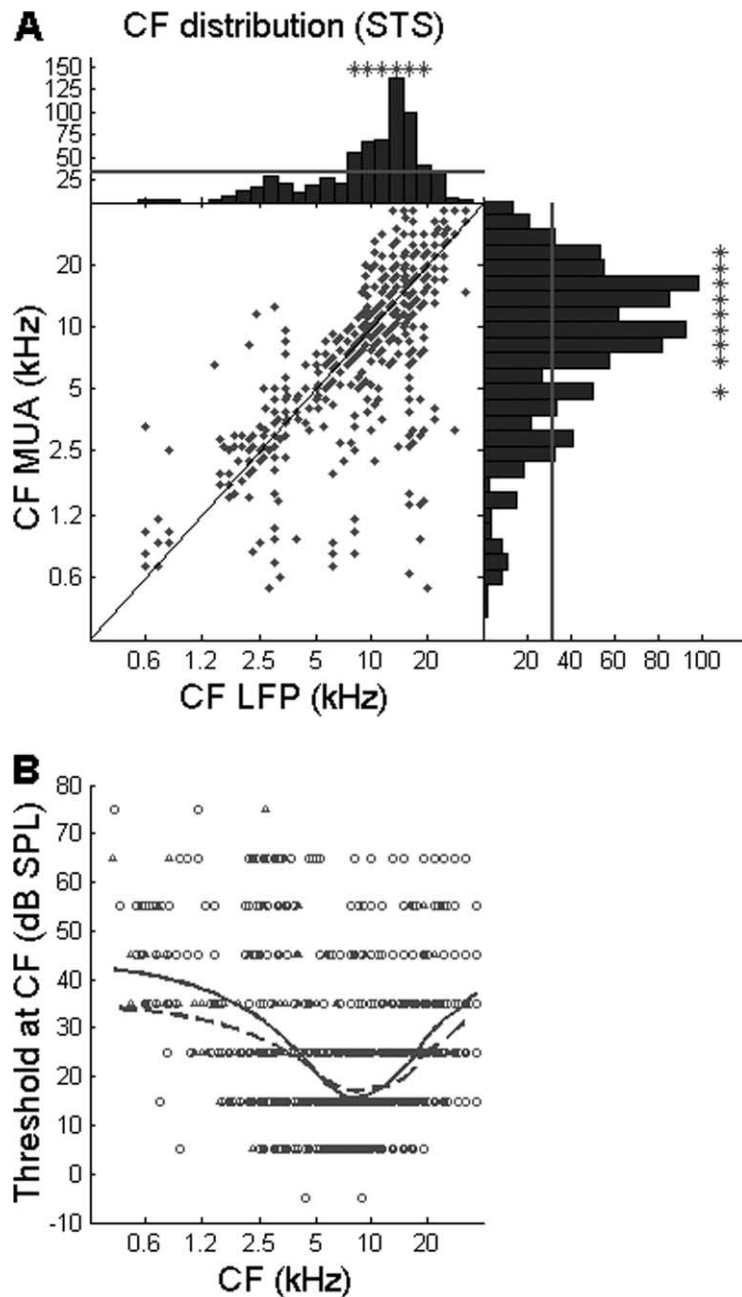 A CF distribution (STS)
150
125
100
75
50
25
CF MUA (kHz)
20
10
5
2.5
1.2
0.6
0.6 1.2 2.5 5 10 20
20 40 60 80 100
CF LFP (kHz)
B
Threshold at CF (dB SPL)
80
70
60
50
40
30
20
10
0
-10
0.6 1.2 2.5 5 10 20
CF (kHz)